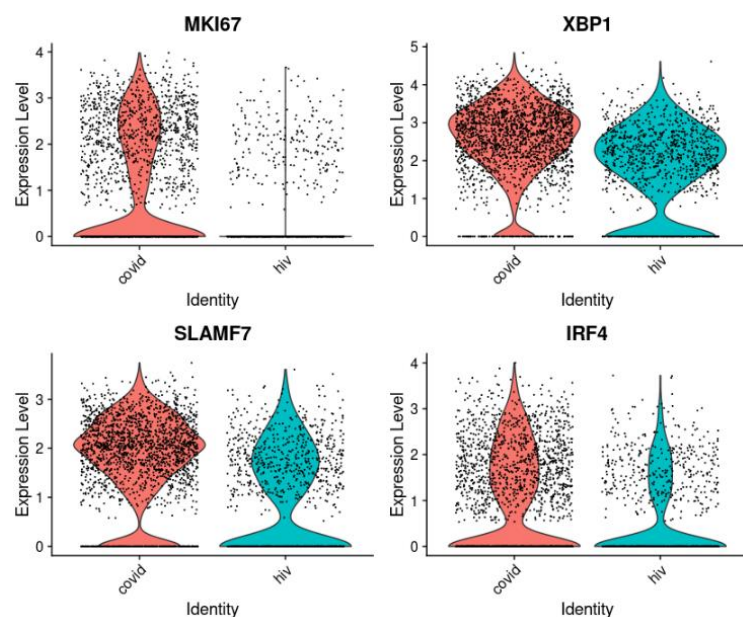 MKI67
Expression Level
4
3
2
1
0
covid
hiv
Identity
XBP1
Expression Level
5
4
3
2
1
0
covid
hiv
Identity
SLAMF7
Expression Level
3
2
1
0
covid
hiv
Identity
IRF4
Expression Level
4
3
2
1
0
covid
hiv
Identity